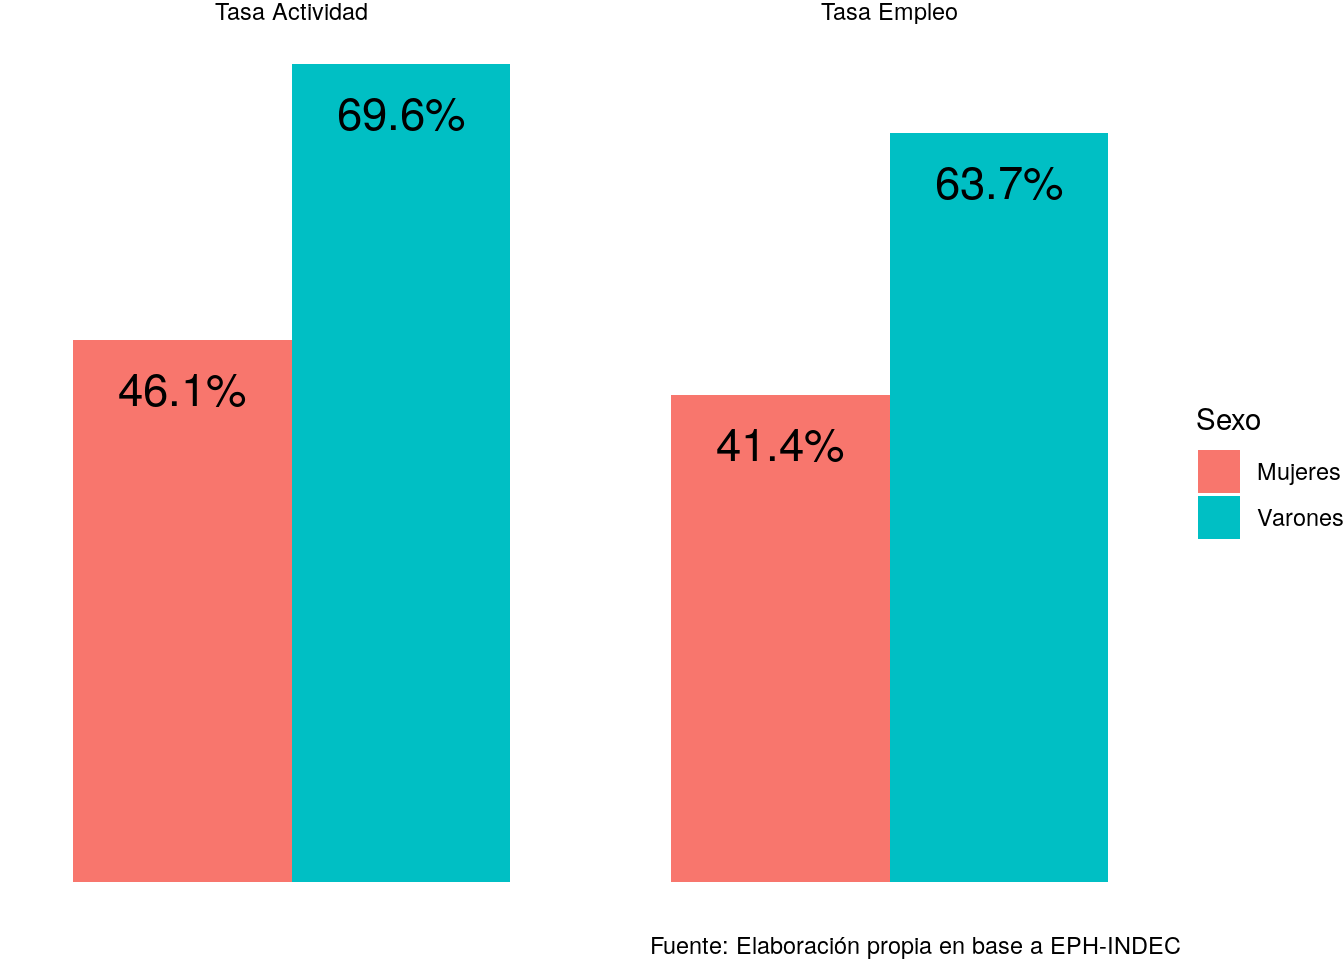 Tasa Actividad
Tasa Empleo
69.6%
63.7%
46.1%
41.4%
Sexo
Mujeres
Varones
Fuente: Elaboración propia en base a EPH-INDEC